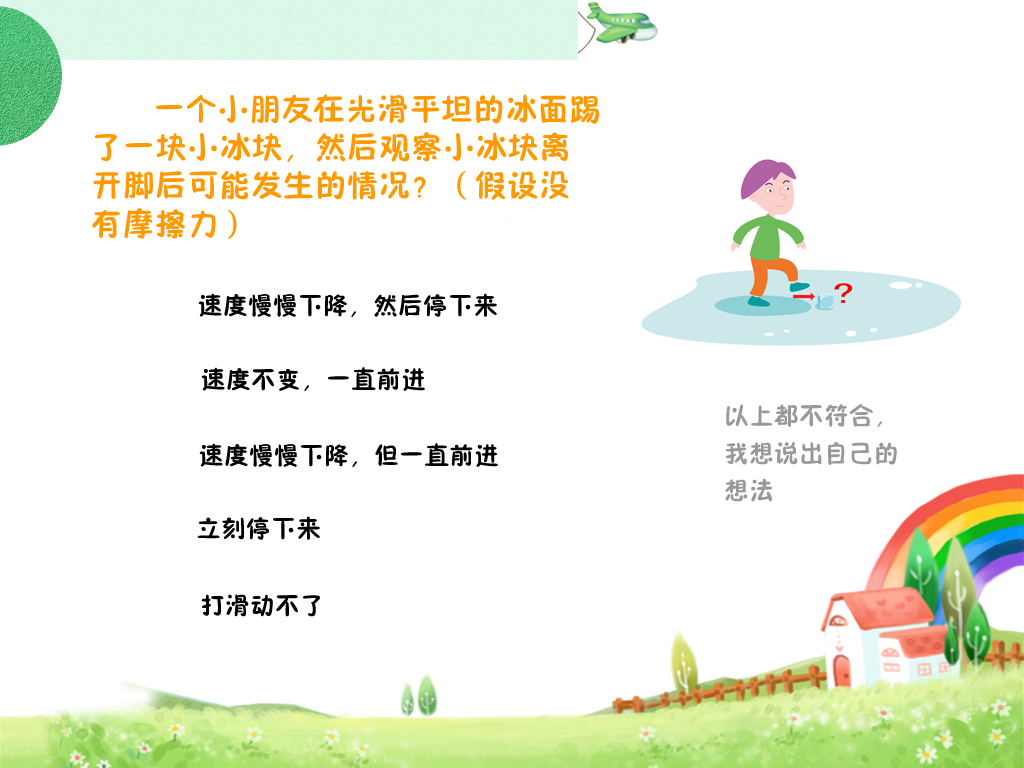 一个小朋友在光滑平坦的冰面踢
了一块小冰块，然后观察小冰块离
开脚后可能发生的情况？（假设没
有摩擦力）
速度慢慢下降，然后停下来
速度不变，一直前进
速度慢慢下降，但一直前进
立刻停下来
打滑动不了
?
以上都不符合，
我想说出自己的
想法